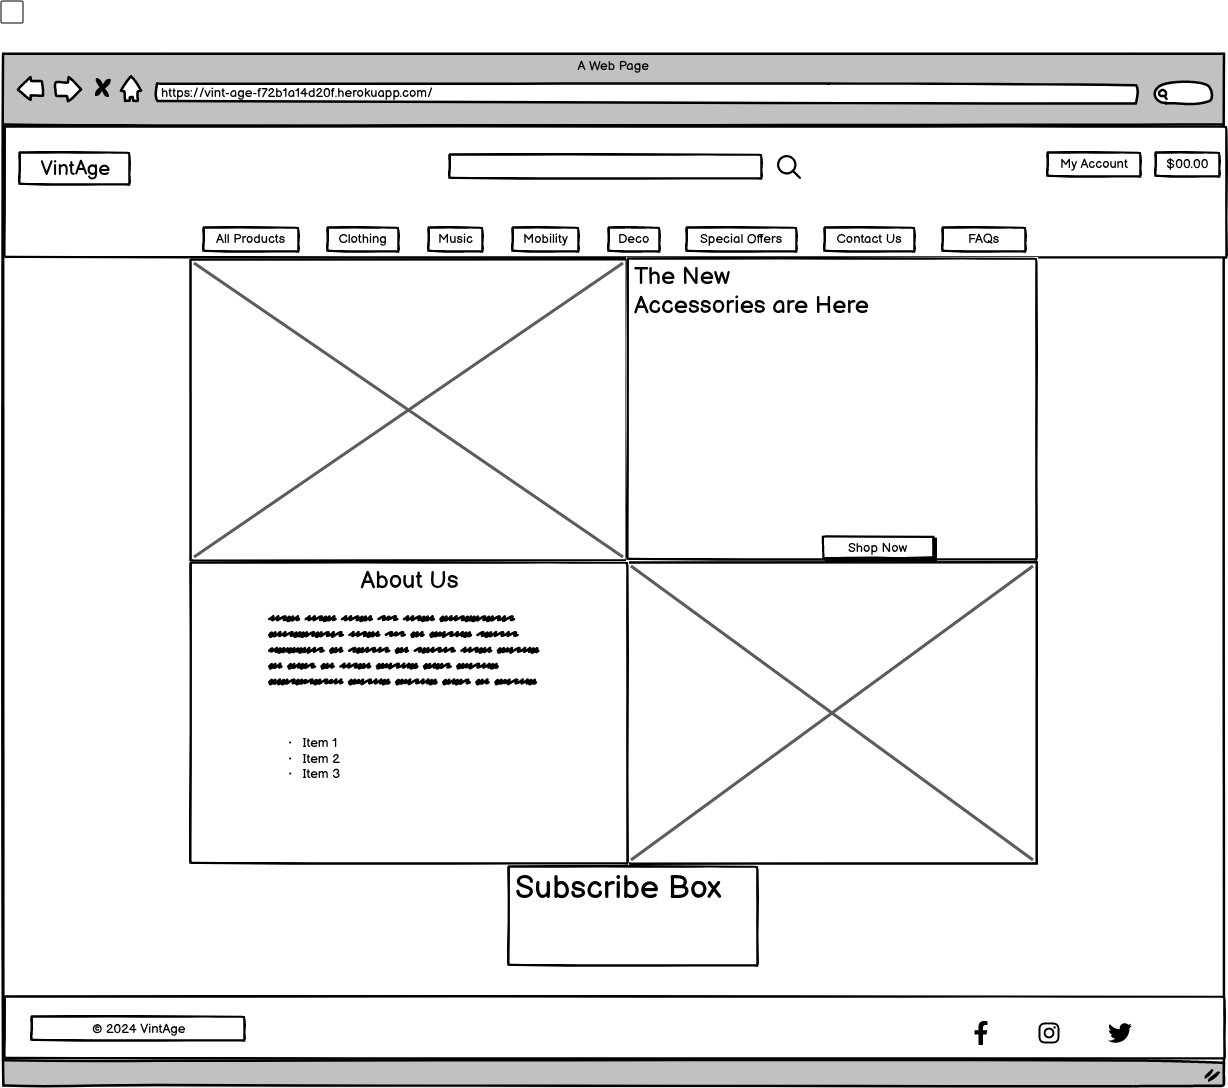 A Web Page
https://vint-age-f72b1a14d20f.herokuapp.com/
VintAge
My Account
$00.00
All Products
Clothing
Music
Mobility
Deco
Special Offers
Contact Us
FAQs
The New
Accessories are Here
Shop Now
About Us
· Item 1
· Item 2
· Item 3
Subscribe Box
© 2024 VintAge